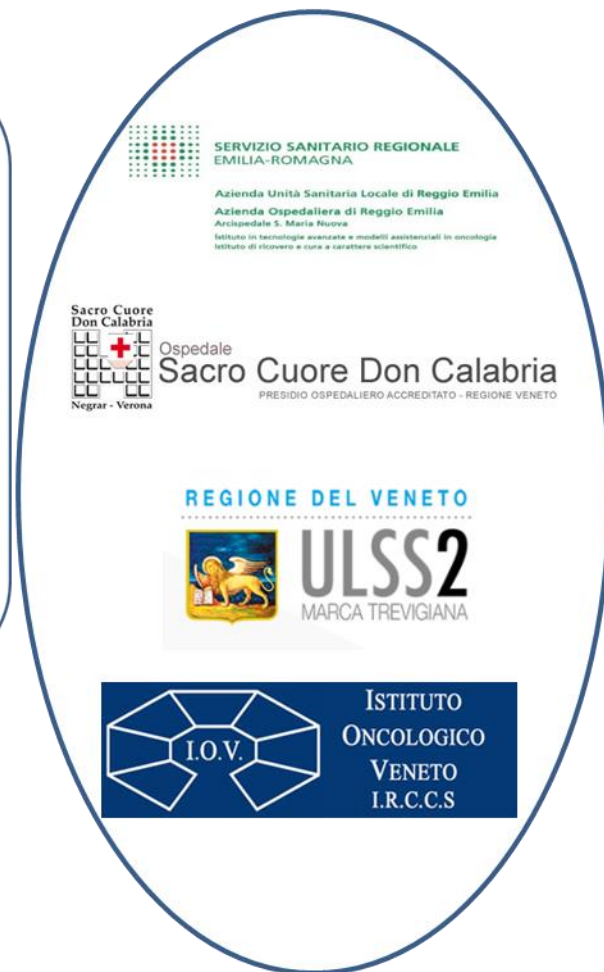 SERVIZIO SANITARIO REGIONALE
EMILIA-ROMAGNA
Azienda Unità Sanitaria Locale di Reggio Emilia
Azienda Ospedaliera di Reggio Emilia
Arcispedale S. Maria Nuova
Istituto in tecnologie avanzate e modelli assistenziali in oncologia
Istituto di ricovero e cura a carattere scientifico
Sacro Cuore
Don Calabria
Negrar - Verona
Ospedale
Sacro Cuore Don Calabria
PRESIDIO OSPEDALIERO ACCREDITATO - REGIONE VENETO
REGIONE DEL VENETO
ULSS2
MARCA TREVIGIANA
I.O.V.
ISTITUTO
ONCOLOGICO
VENETO
I.R.C.C.S